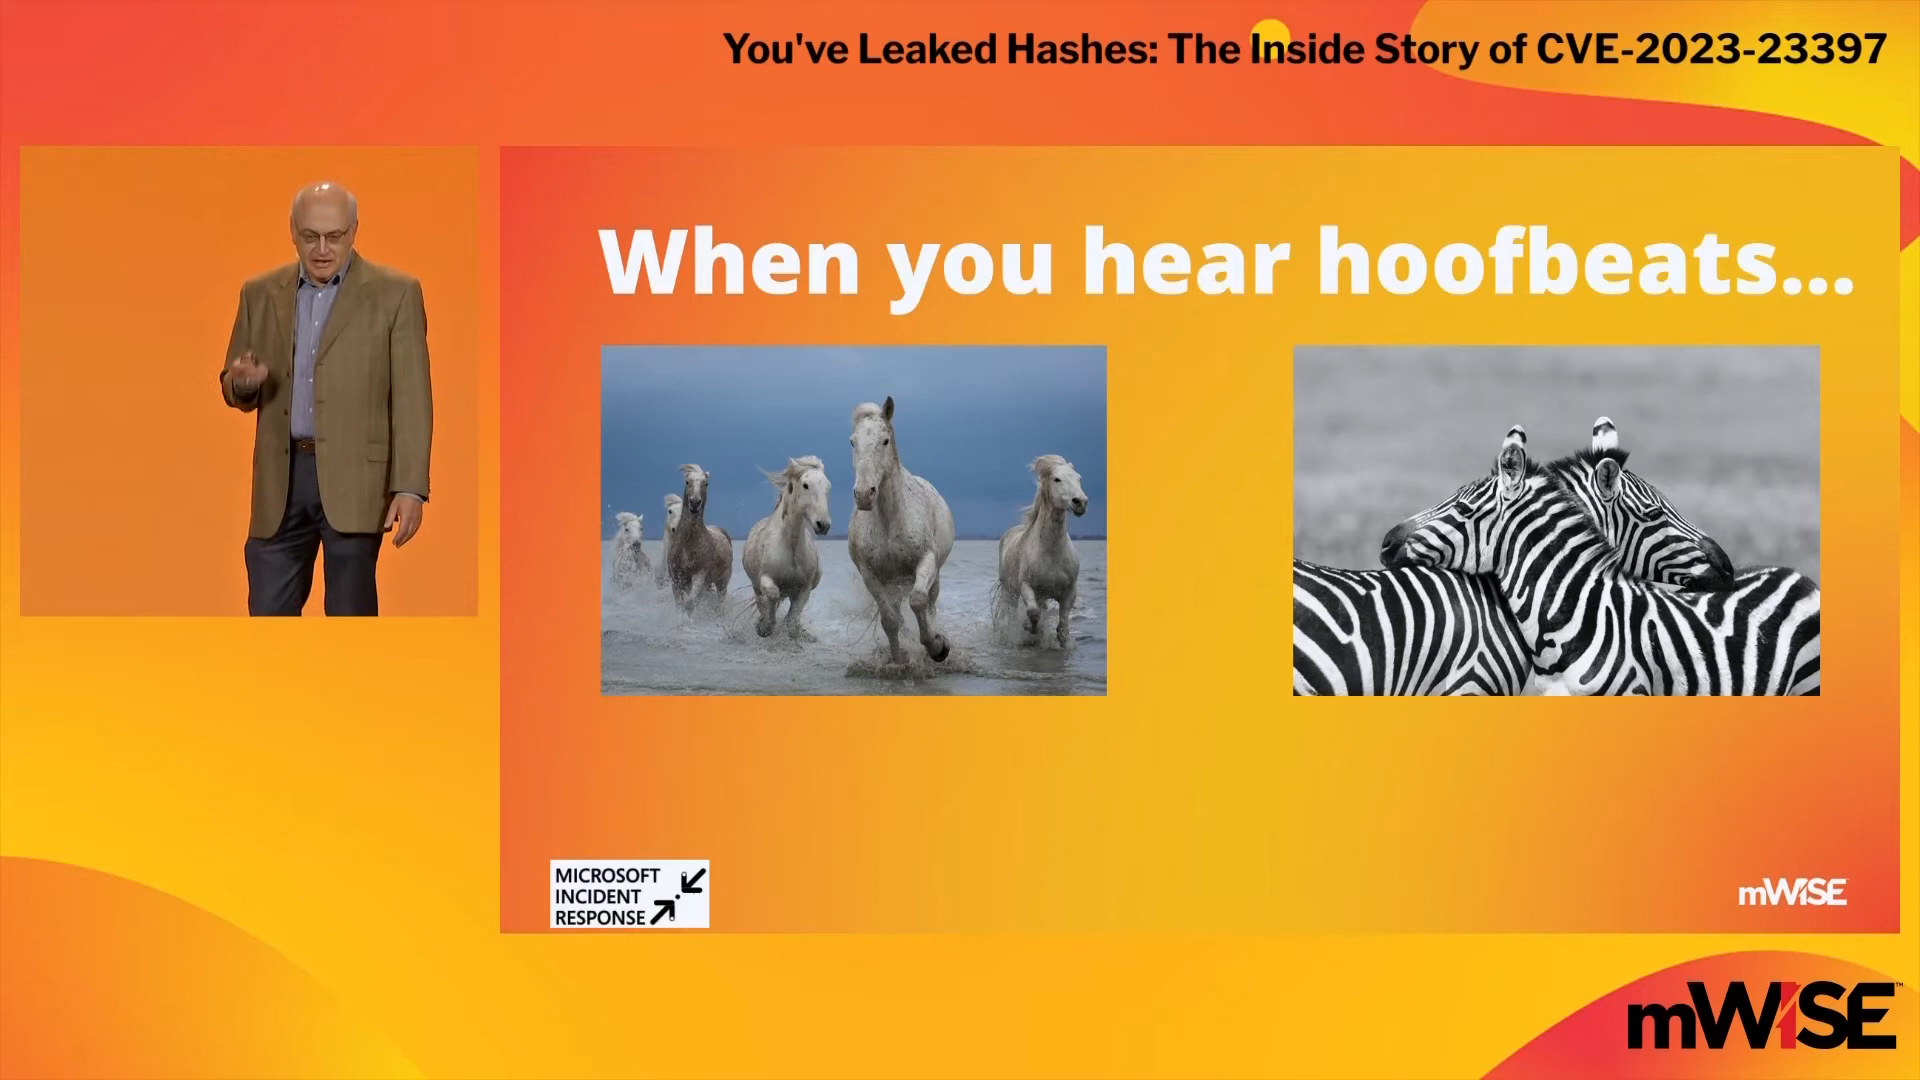 You've Leaked Hashes: The Inside Story of CVE-2023-23397
When you hear hoofbeats...
MICROSOFT
INCIDENT
RESPONSE
mWISE
mWISE™